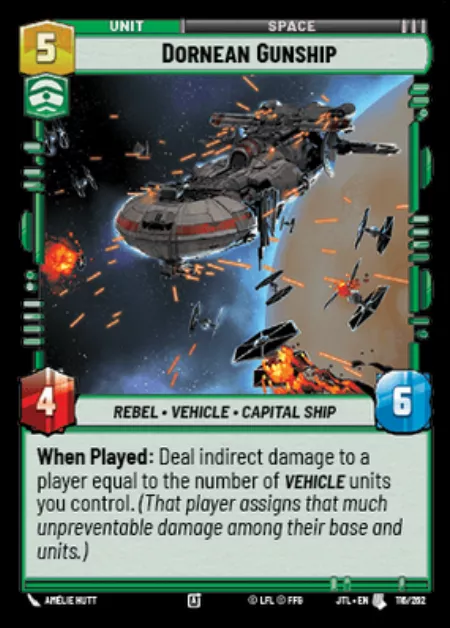 UNIT SPACE
5 DORNEAN GUNSHIP
4 REBEL • VEHICLE • CAPITAL SHIP 6
When Played: Deal indirect damage to a
player equal to the number of VEHICLE units
you control. (That player assigns that much
unpreventable damage among their base and
units.)
AMÉLIE HUTT A © LFL © FFG JTL • EN 116/262